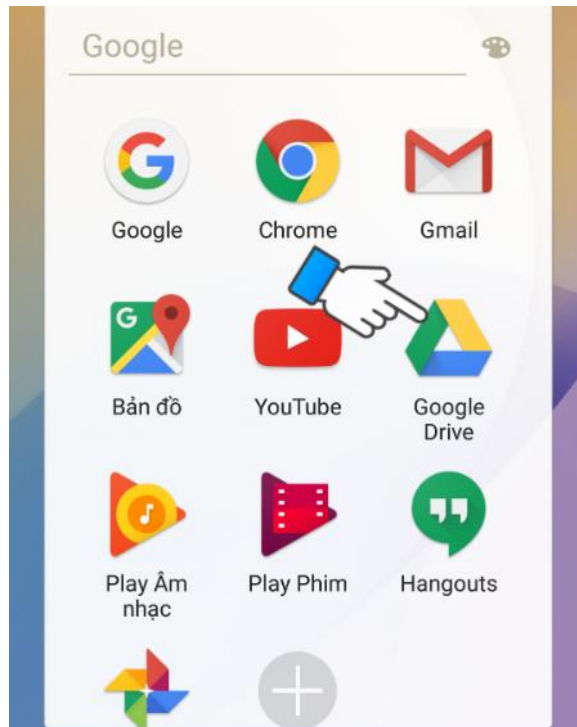 Google
Google
Chrome
Gmail
G
Bản đồ
YouTube
Google
Drive
Play Âm
nhạc
Play Phim
Hangouts